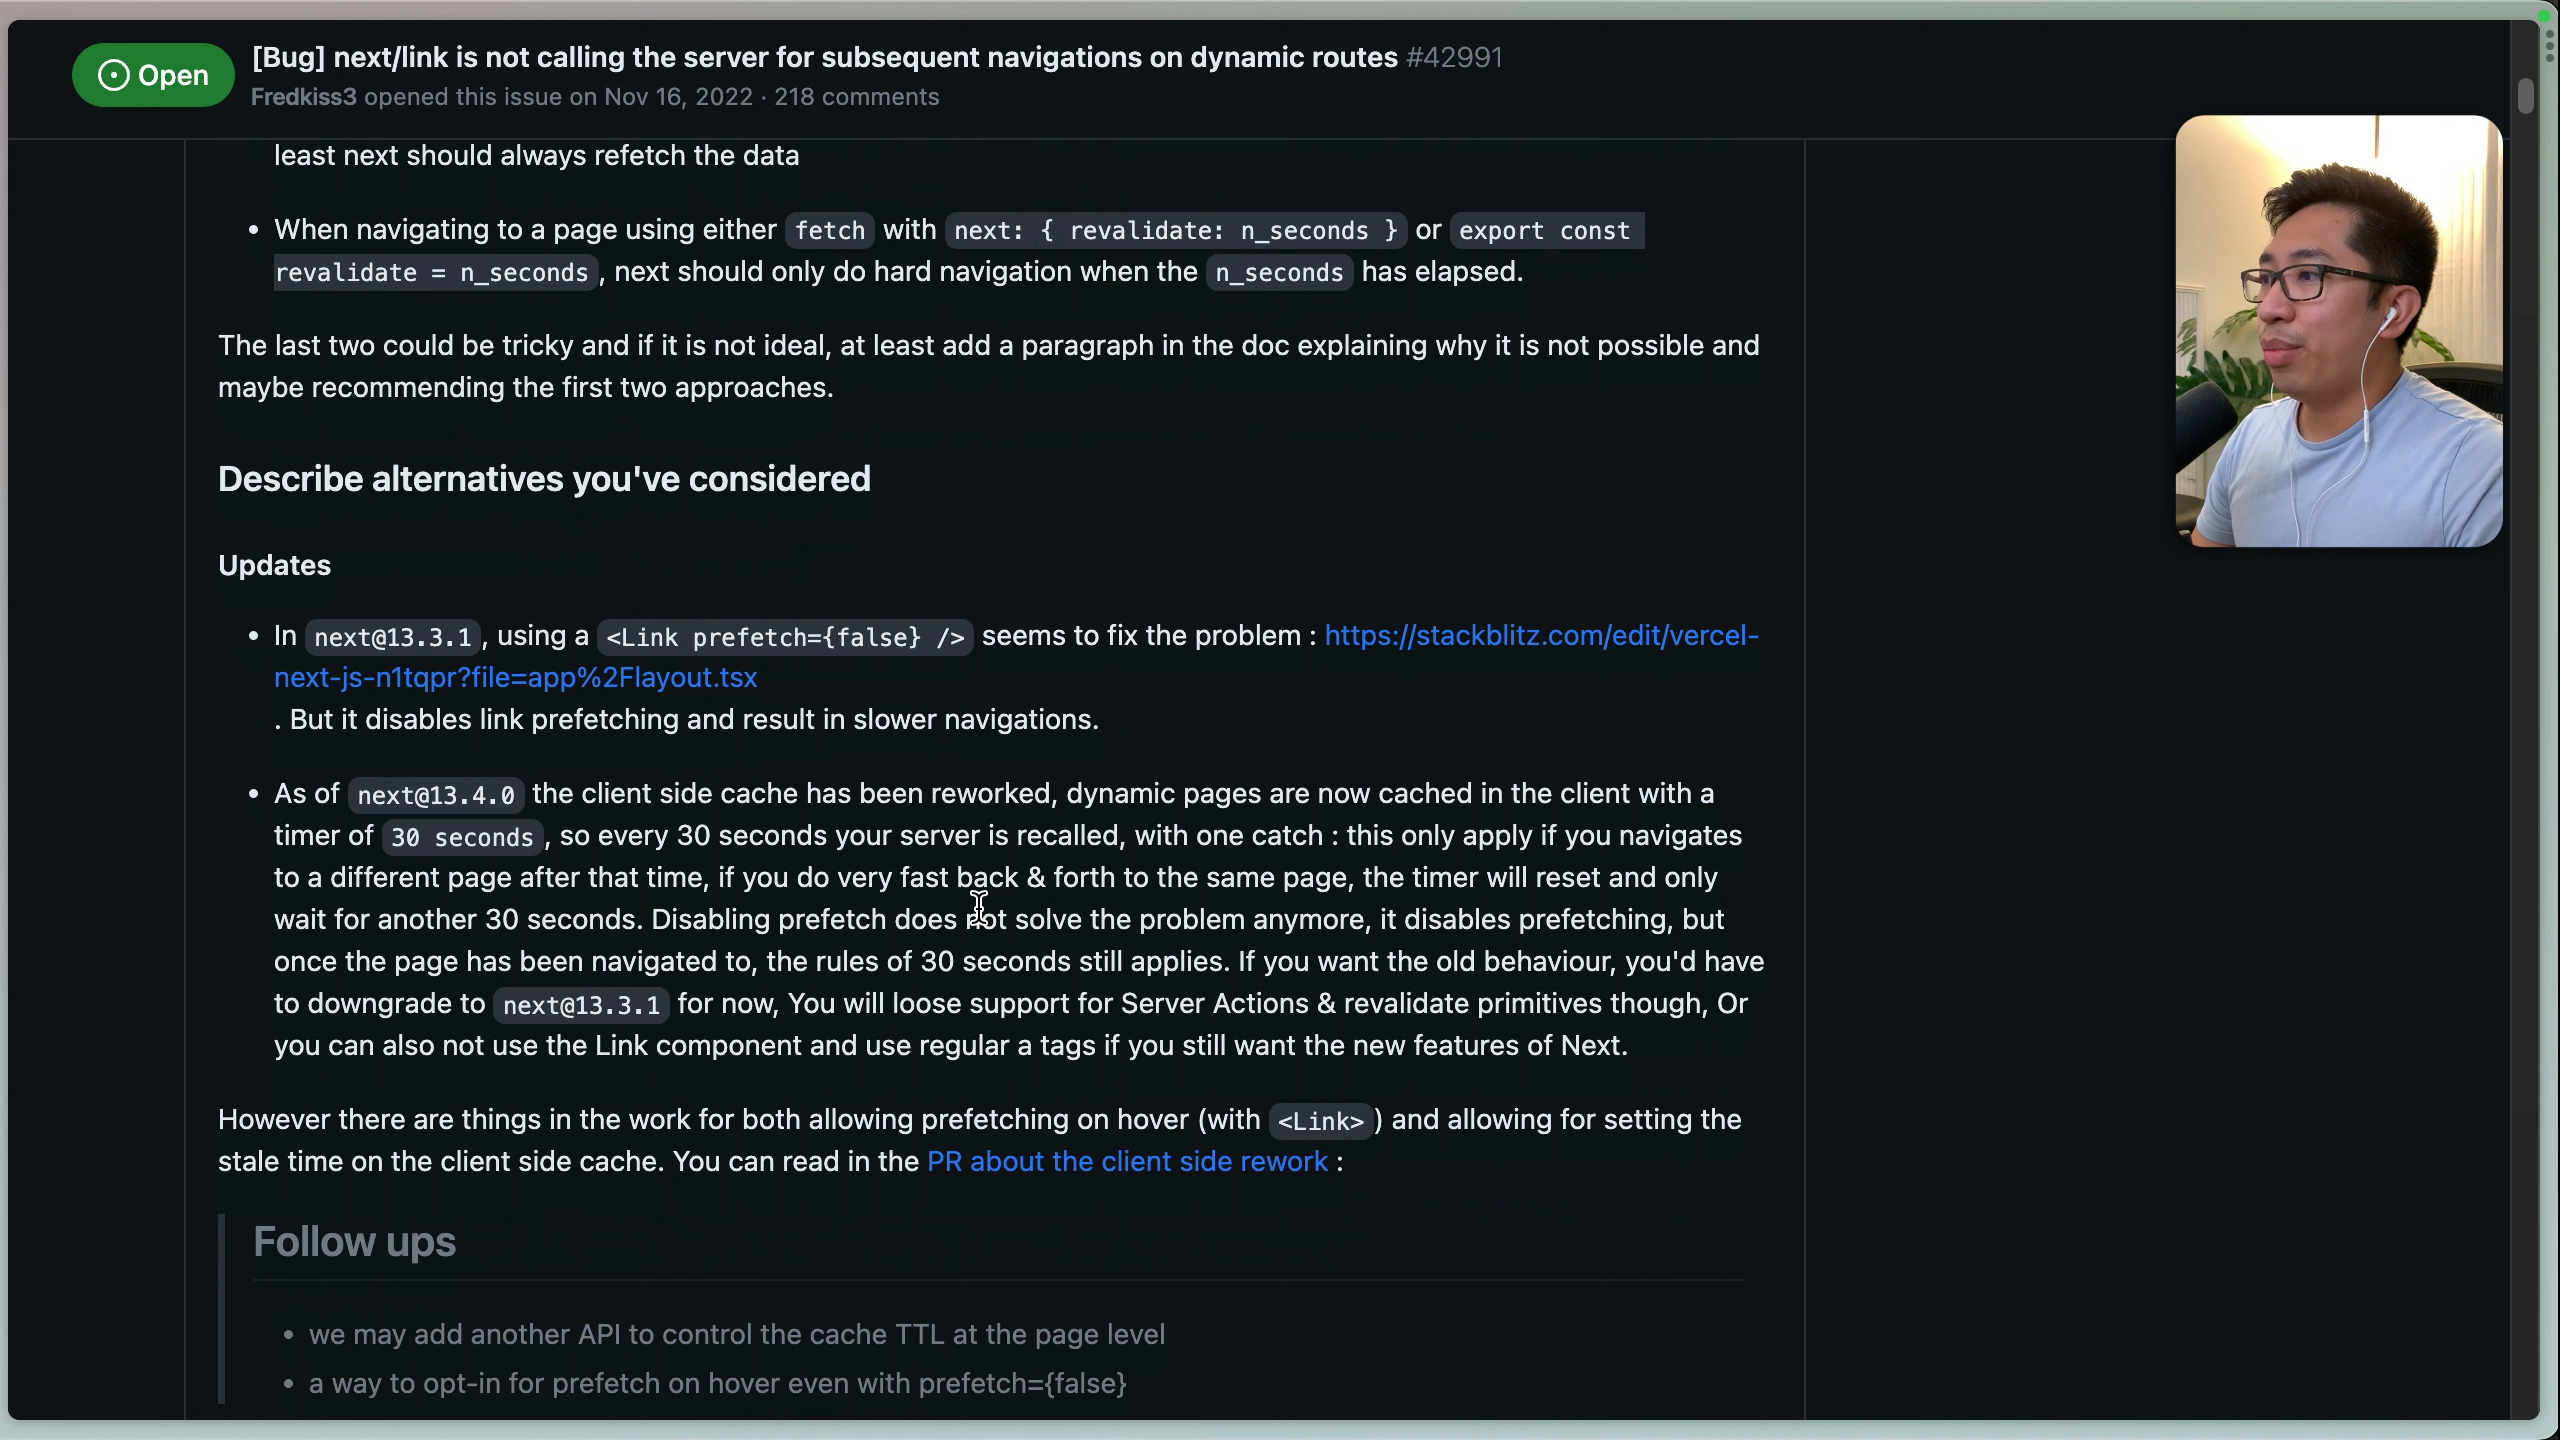 Open
[Bug] next/link is not calling the server for subsequent navigations on dynamic routes #42991
Fredkiss3 opened this issue on Nov 16, 2022 · 218 comments
least next should always refetch the data
• When navigating to a page using either fetch with next: { revalidate: n_seconds } or export const
revalidate = n_seconds, next should only do hard navigation when the n_seconds has elapsed.
The last two could be tricky and if it is not ideal, at least add a paragraph in the doc explaining why it is not possible and
maybe recommending the first two approaches.
Describe alternatives you've considered
Updates
• In next@13.3.1, using a <Link prefetch={false} /> seems to fix the problem : https://stackblitz.com/edit/vercel-
next-js-n1tqpr?file=app%2Flayout.tsx
. But it disables link prefetching and result in slower navigations.
• As of next@13.4.0 the client side cache has been reworked, dynamic pages are now cached in the client with a
timer of 30 seconds, so every 30 seconds your server is recalled, with one catch : this only apply if you navigates
to a different page after that time, if you do very fast back & forth to the same page, the timer will reset and only
wait for another 30 seconds. Disabling prefetch does not solve the problem anymore, it disables prefetching, but
once the page has been navigated to, the rules of 30 seconds still applies. If you want the old behaviour, you'd have
to downgrade to next@13.3.1 for now, You will loose support for Server Actions & revalidate primitives though, Or
you can also not use the Link component and use regular a tags if you still want the new features of Next.
However there are things in the work for both allowing prefetching on hover (with <Link>) and allowing for setting the
stale time on the client side cache. You can read in the PR about the client side rework :
Follow ups
• we may add another API to control the cache TTL at the page level
• a way to opt-in for prefetch on hover even with prefetch={false}